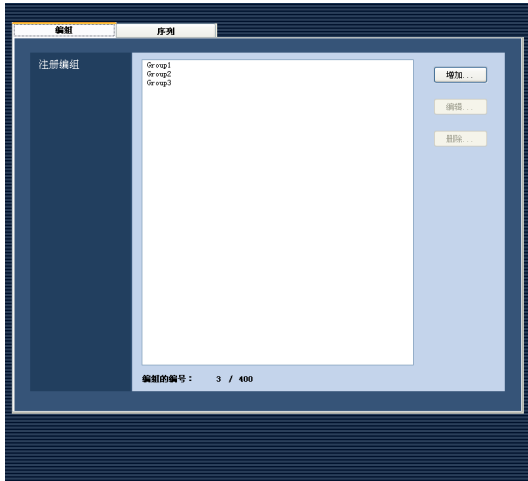 编组
序列
注册编组
Group1
Group2
Group3
增加...
编辑...
删除...
编组的编号： 3 / 400